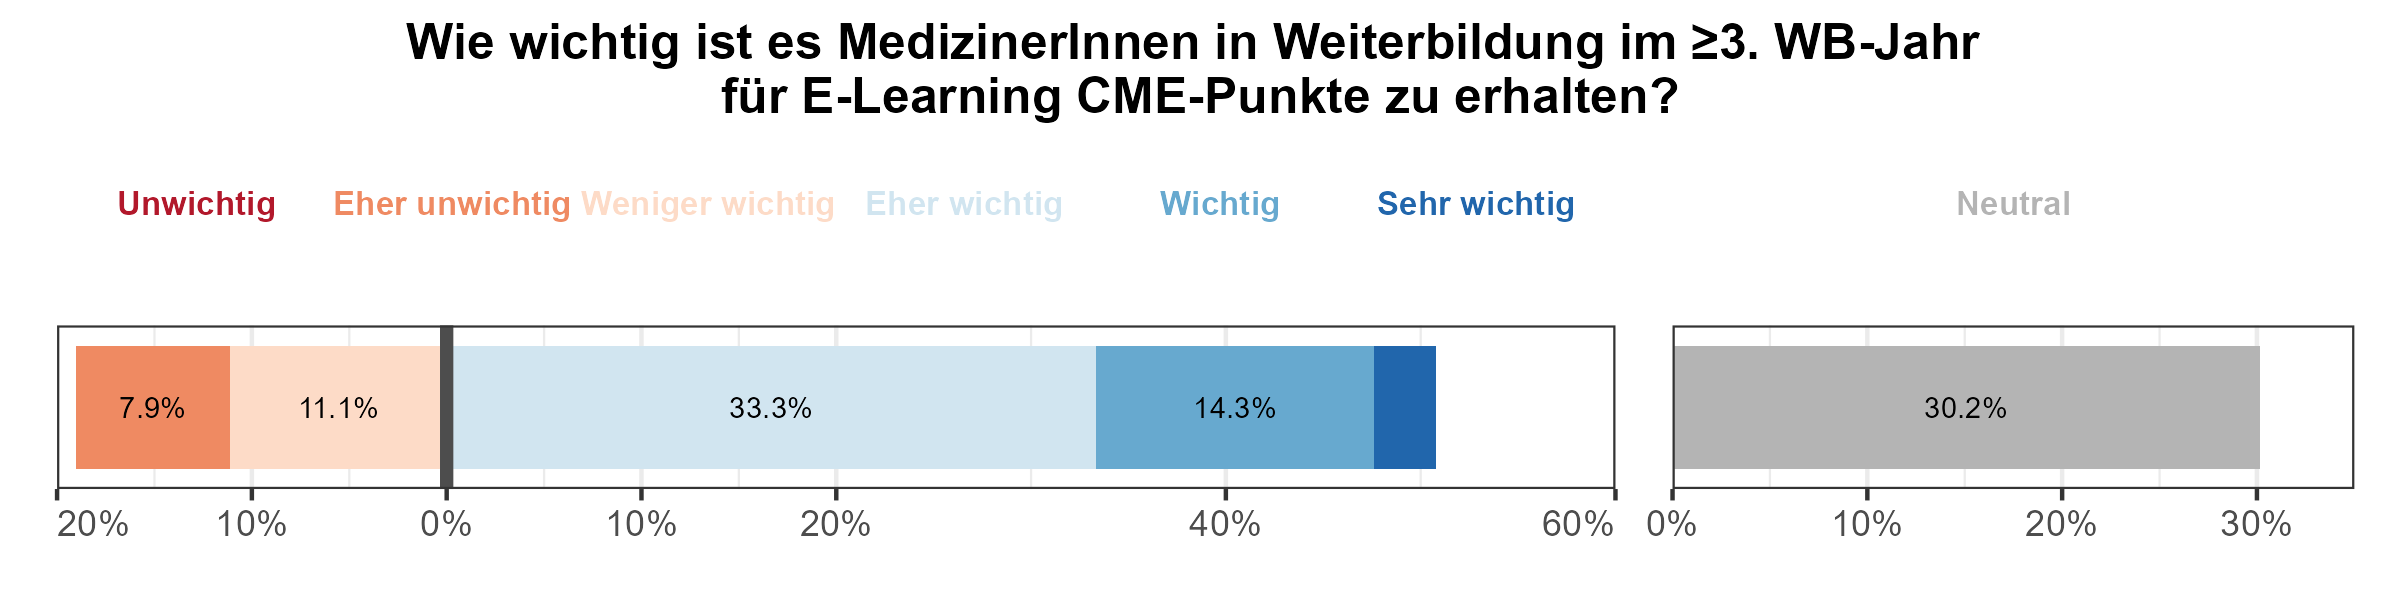 Wie wichtig ist es MedizinerInnen in Weiterbildung im ≥3. WB-Jahr
für E-Learning CME-Punkte zu erhalten?
Unwichtig Eher unwichtig Weniger wichtig Eher wichtig Wichtig Sehr wichtig Neutral
7.9% 11.1% 33.3% 14.3% 30.2%
20% 10% 0% 10% 20% 40% 60% 0% 10% 20% 30%